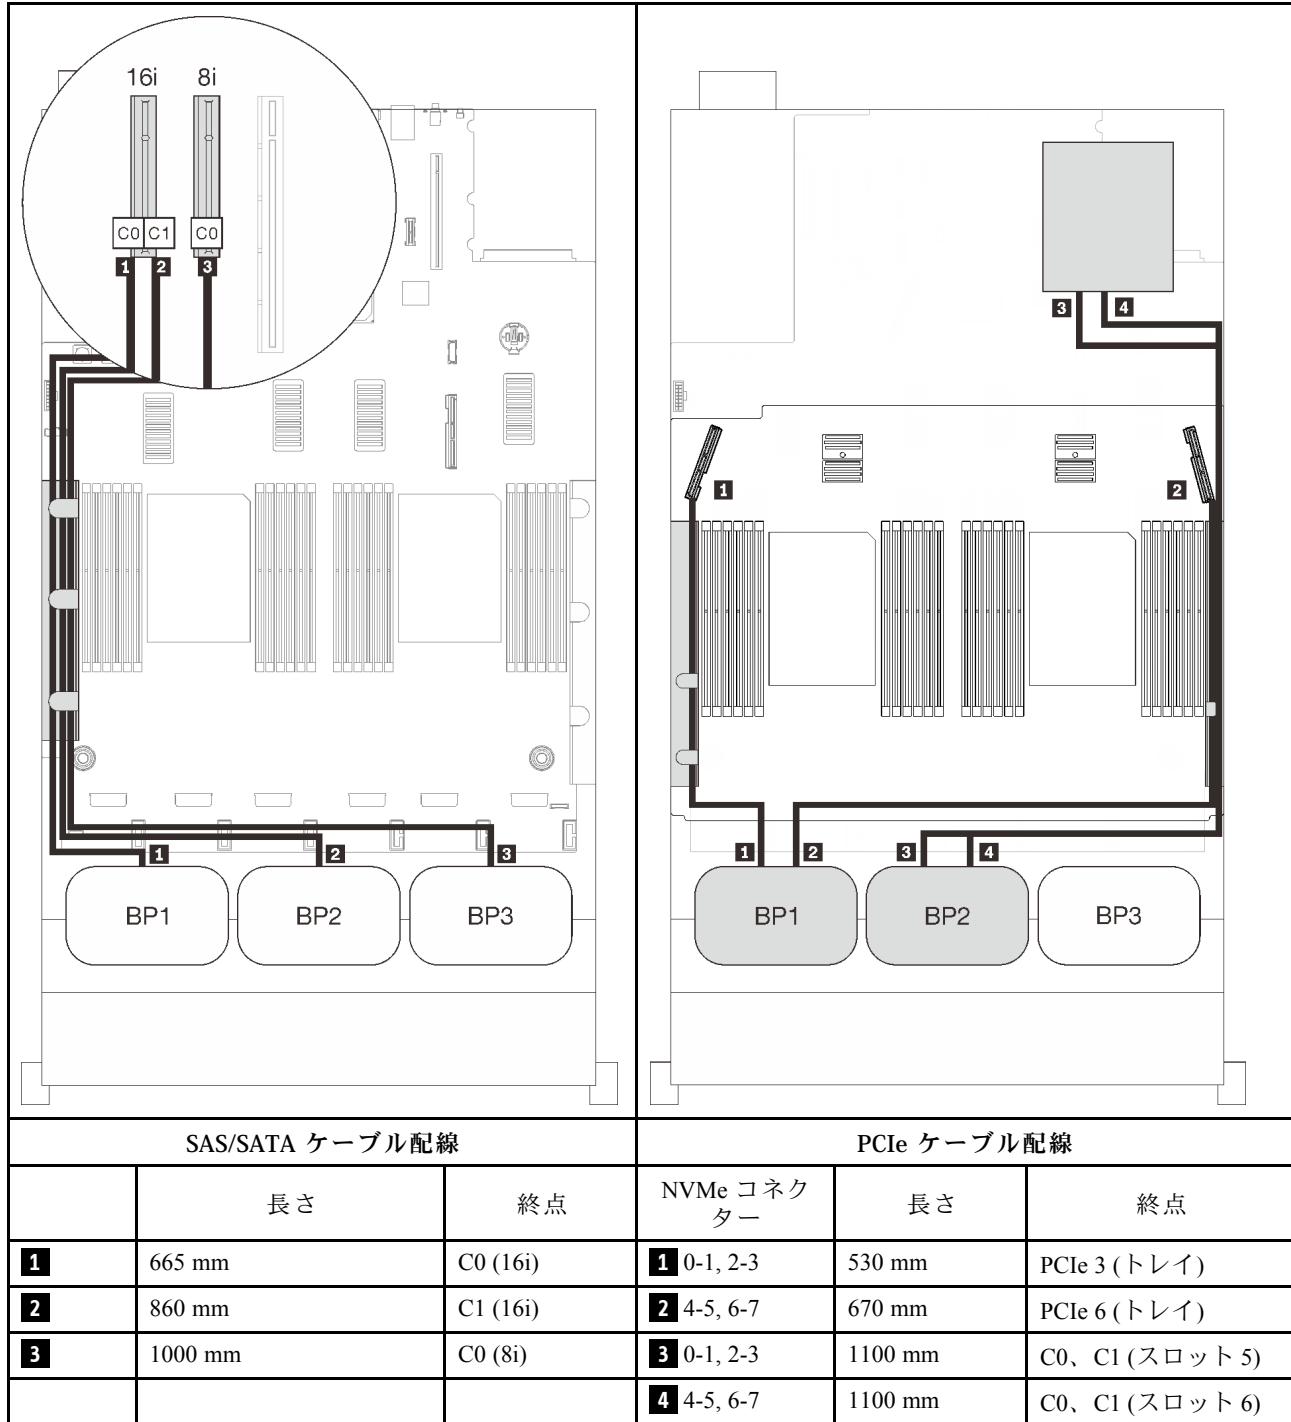 16i 8i
C0 C1 C0
1 2 3
1 2 3
BP1 BP2 BP3
3 4
1 2
1 2 3 4
BP1 BP2 BP3
SAS/SATA ケーブル配線 PCIe ケーブル配線
長さ 終点 NVMe コネクター 長さ 終点
1 665 mm C0 (16i) 1 0-1, 2-3 530 mm PCIe 3 (トレイ)
2 860 mm C1 (16i) 2 4-5, 6-7 670 mm PCIe 6 (トレイ)
3 1000 mm C0 (8i) 3 0-1, 2-3 1100 mm C0、C1 (スロット 5)
4 4-5, 6-7 1100 mm C0、C1 (スロット 6)